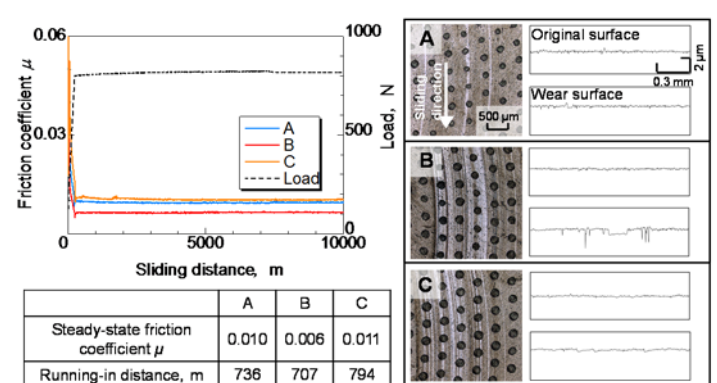 0.06
0.03
0
Friction coefficient μ
1000
500
0
Load, N
A
B
C
Load
0
5000
10000
Sliding distance, m
A B C
Steady-state friction
coefficient μ
0.010 0.006 0.011
Running-in distance, m 736 707 794
A
Sliding
direction
500 μm
Original surface
2 μm
0.3 mm
Wear surface
B
C